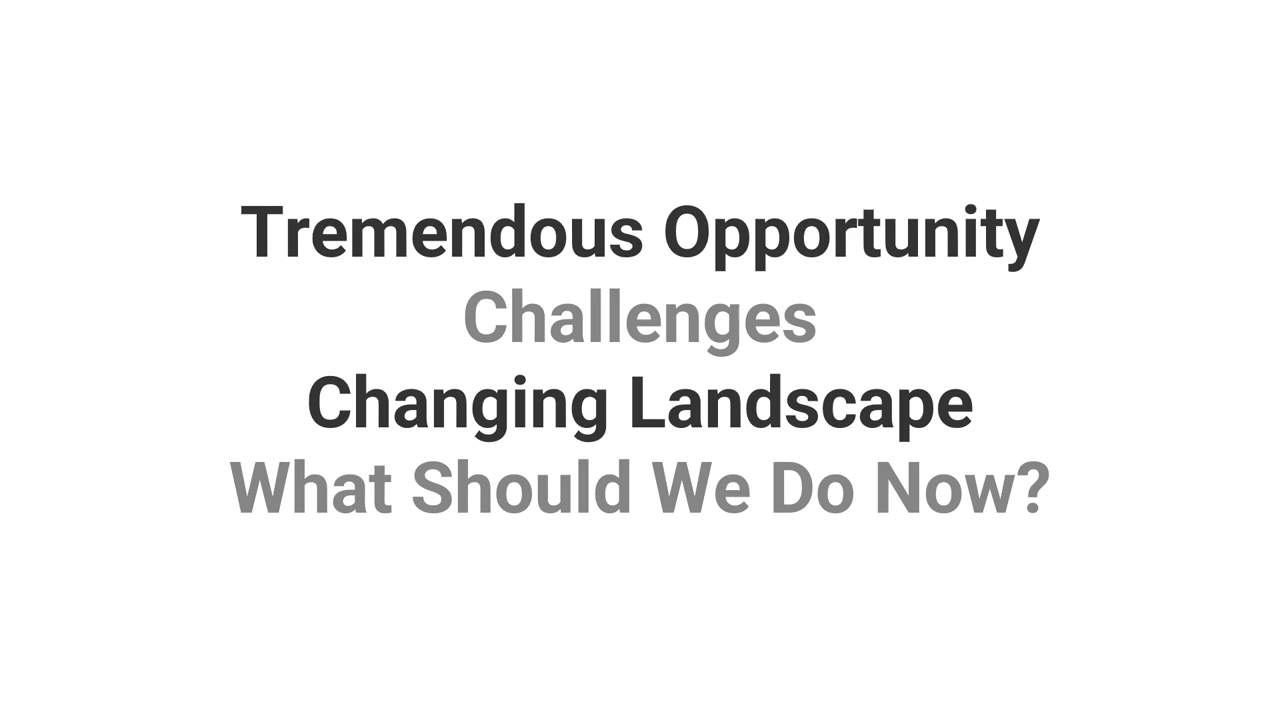 Tremendous Opportunity
Challenges
Changing Landscape
What Should We Do Now?